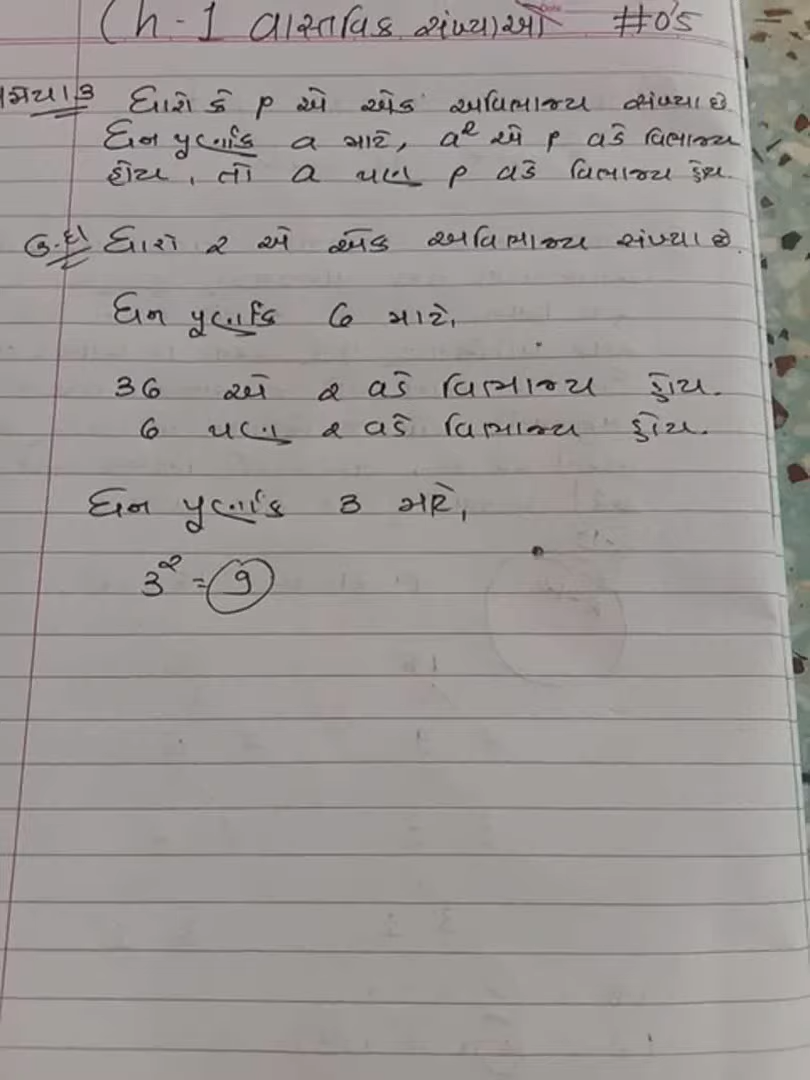 Ch-1 વાસ્તવિક સંખ્યાઓ #05
પ્રમેય 1.3 ધારો કે p એ એક અવિભાજ્ય સંખ્યા છે.
ધન પૂર્ણાંક a માટે, a² એ p વડે વિભાજ્ય
હોય, તો a પણ p વડે વિભાજ્ય હોય.
ઉ.દા ધારો 2 એ એક અવિભાજ્ય સંખ્યા છે.
ધન પૂર્ણાંક 6 માટે,
36 એ 2 વડે વિભાજ્ય હોય.
6 પણ 2 વડે વિભાજ્ય હોય.
ધન પૂર્ણાંક 3 માટે,
3² = 9